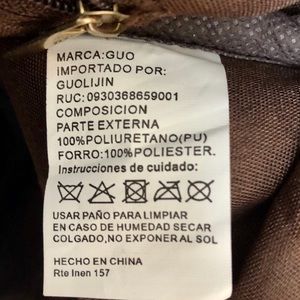 MARCA:GUO
IMPORTADO POR:
GUOLIJIN
RUC: 0930368659001
COMPOSICION
PARTE EXTERNA
100%POLIURETANO(PU)
FORRO:100%POLIESTER.
Instrucciones de cuidado:
USAR PAÑO PARA LIMPIAR
EN CASO DE HUMEDAD SECAR
COLGADO,NO EXPONER AL SOL
HECHO EN CHINA
Rte Inen 157